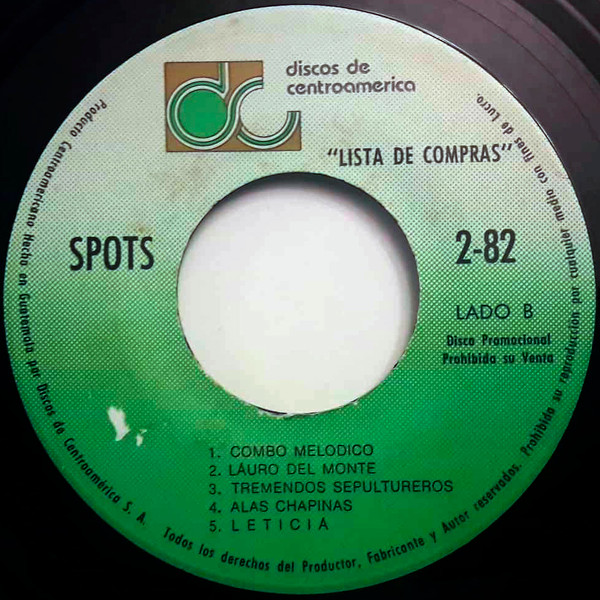 dc
discos de
centroamerica
"LISTA DE COMPRAS"
SPOTS
2-82
LADO B
Disco Promocional
Prohibida su Venta
1. COMBO MELODICO
2. LAURO DEL MONTE
3. TREMENDOS SEPULTUREROS
4. ALAS CHAPINAS
5. LETICIA
Producto Centroamericano Hecho en Guatemala por Discos de Centroamérica S. A. Todos los derechos del Productor, Fabricante y Autor reservados. Prohibido su reproducción por cualquier medio con fines de Lucro.